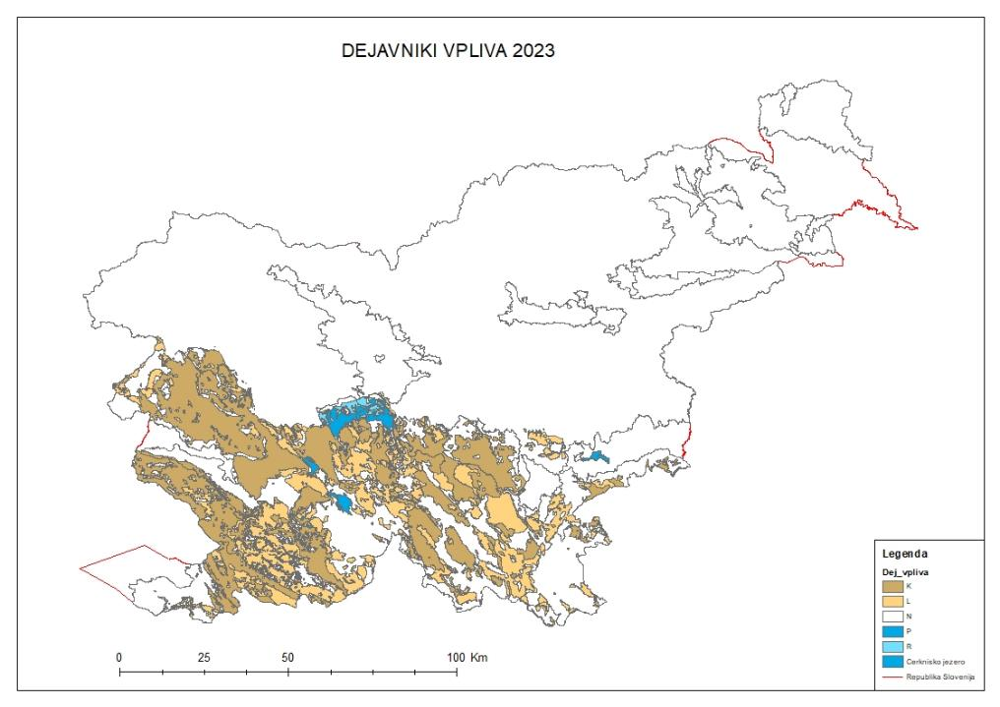 DEJAVNIKI VPLIVA 2023
Legenda
Dej_vpliva
K
L
N
P
R
Cerknisko jezero
Republika Slovenija
0 25 50 100 Km